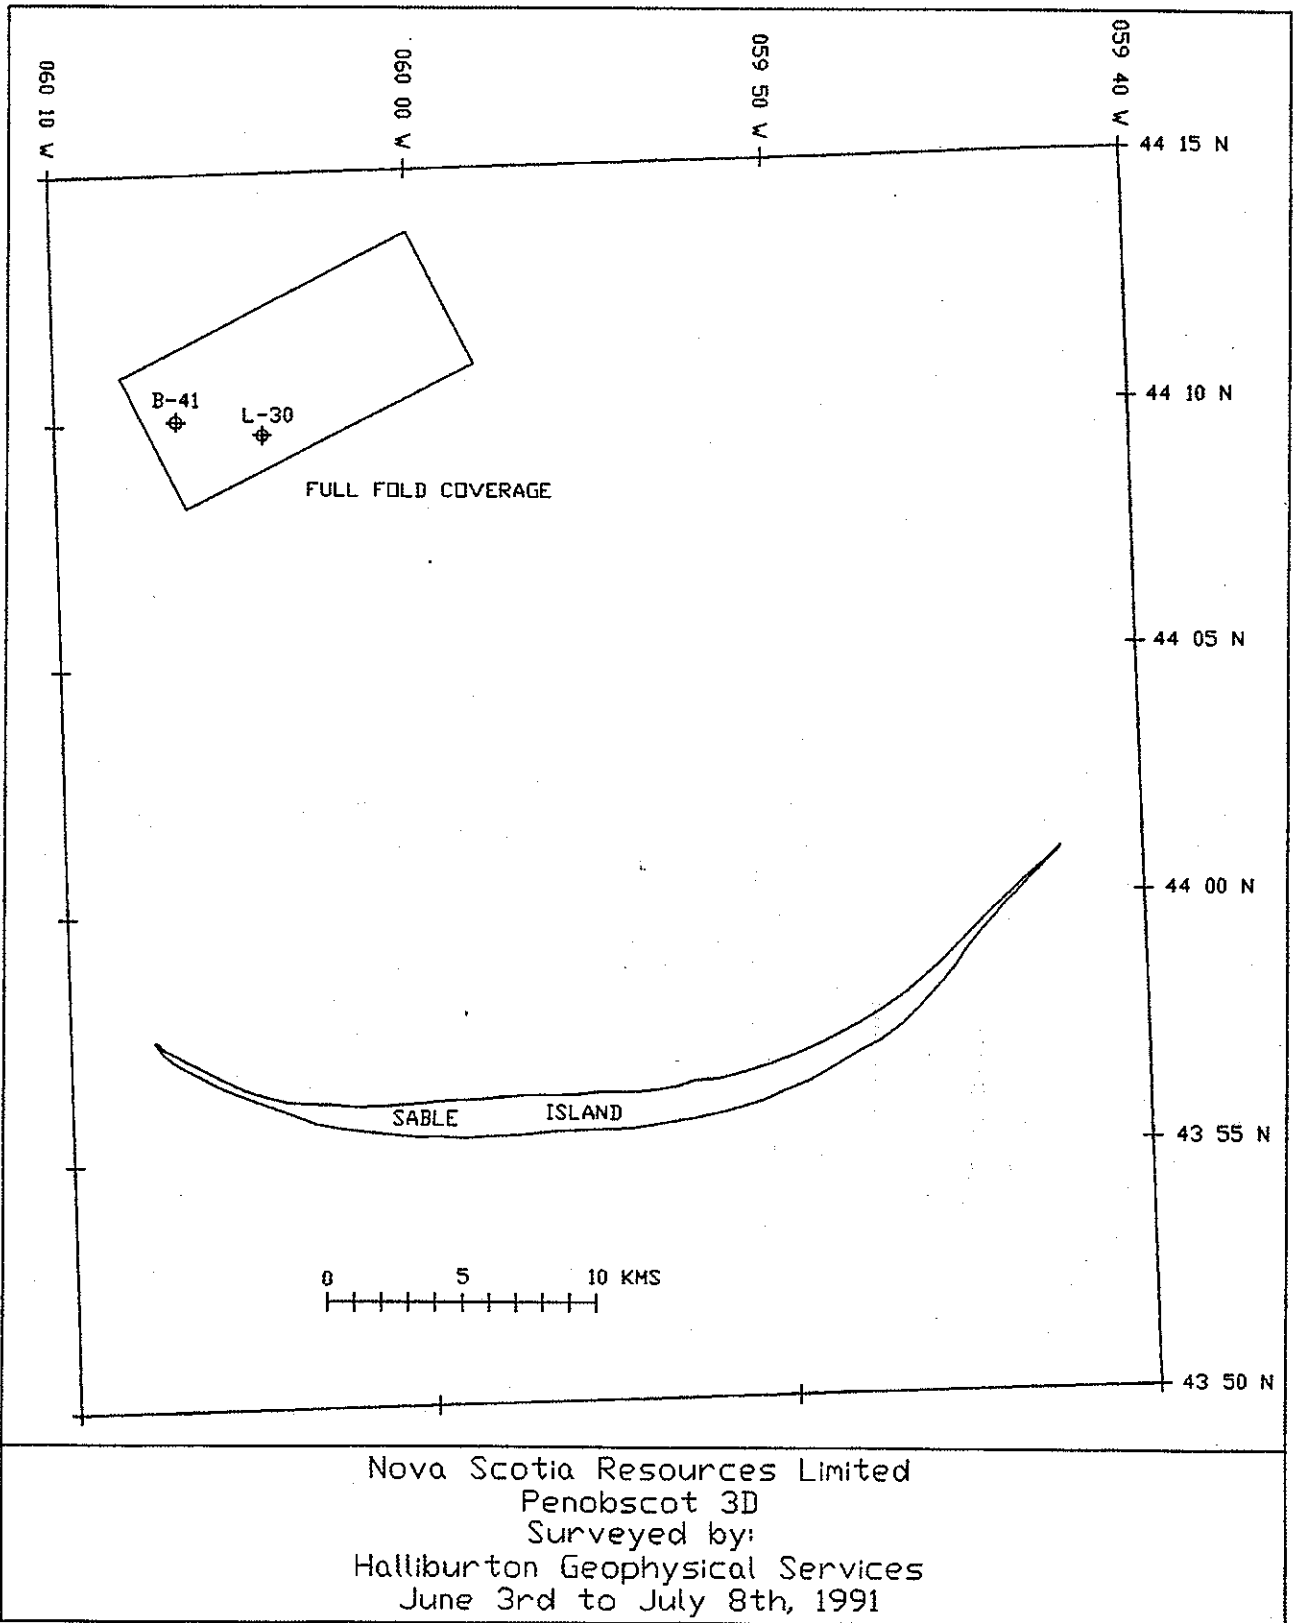 060 10 W
060 00 W
059 50 W
059 40 W
44 15 N
44 10 N
B-41
L-30
FULL FOLD COVERAGE
44 05 N
44 00 N
SABLE ISLAND
43 55 N
0 5 10 KMS
43 50 N
Nova Scotia Resources Limited
Penobscot 3D
Surveyed by:
Halliburton Geophysical Services
June 3rd to July 8th, 1991